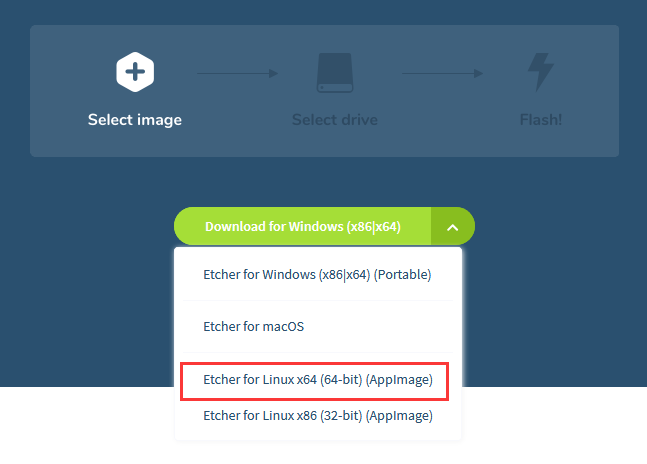 Select image
Select drive
Flash!
Download for Windows (x86|x64)
Etcher for Windows (x86|x64) (Portable)
Etcher for macOS
Etcher for Linux x64 (64-bit) (AppImage)
Etcher for Linux x86 (32-bit) (AppImage)